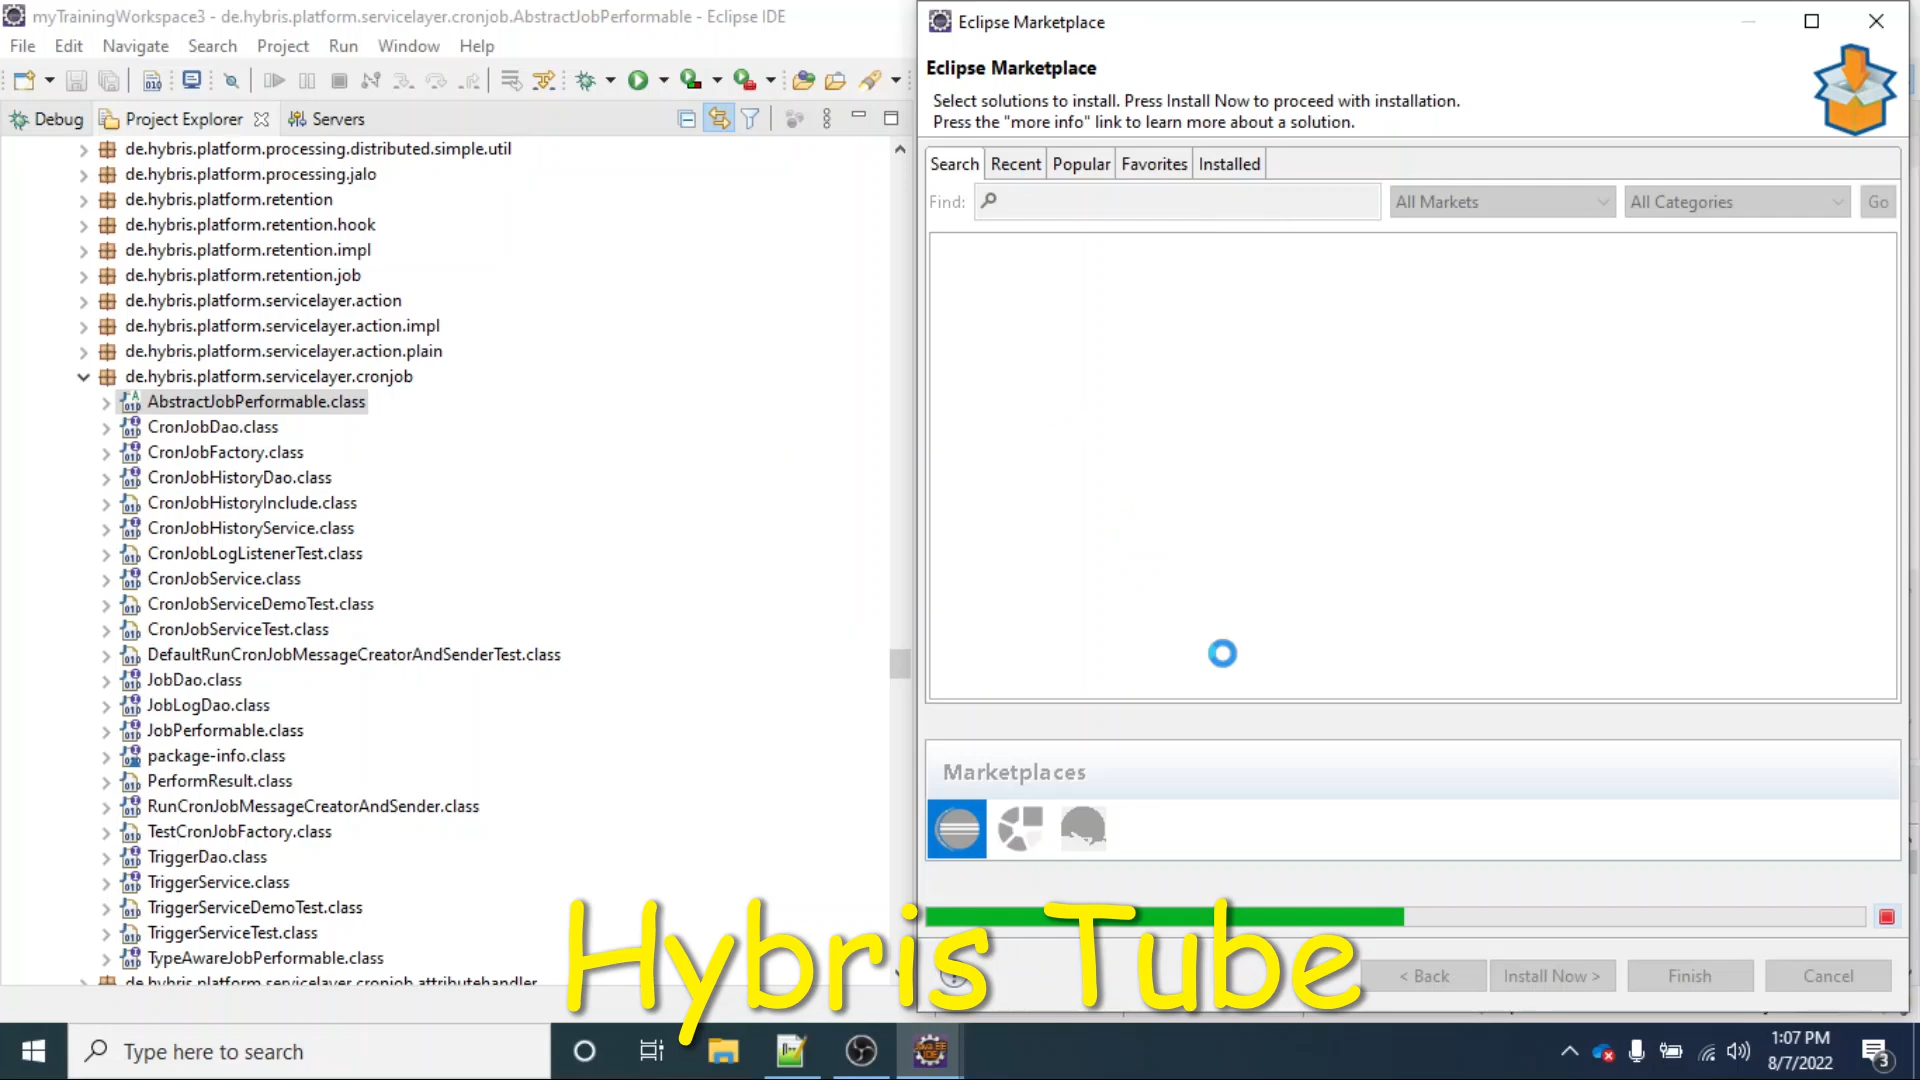 myTrainingWorkspace3 - de.hybris.platform.servicelayer.cronjob.AbstractJobPerformable - Eclipse IDE
File Edit Navigate Search Project Run Window Help
Debug Project Explorer Servers
de.hybris.platform.processing.distributed.simple.util
de.hybris.platform.processing.jalo
de.hybris.platform.retention
de.hybris.platform.retention.hook
de.hybris.platform.retention.impl
de.hybris.platform.retention.job
de.hybris.platform.servicelayer.action
de.hybris.platform.servicelayer.action.impl
de.hybris.platform.servicelayer.action.plain
de.hybris.platform.servicelayer.cronjob
AbstractJobPerformable.class
CronJobDao.class
CronJobFactory.class
CronJobHistoryDao.class
CronJobHistoryInclude.class
CronJobHistoryService.class
CronJobLogListenerTest.class
CronJobService.class
CronJobServiceDemoTest.class
CronJobServiceTest.class
DefaultRunCronJobMessageCreatorAndSenderTest.class
JobDao.class
JobLogDao.class
JobPerformable.class
package-info.class
PerformResult.class
RunCronJobMessageCreatorAndSender.class
TestCronJobFactory.class
TriggerDao.class
TriggerService.class
TriggerServiceDemoTest.class
TriggerServiceTest.class
TypeAwareJobPerformable.class
de.hybris.platform.servicelayer.cronjob.attributehandler
Eclipse Marketplace
Eclipse Marketplace
Select solutions to install. Press Install Now to proceed with installation.
Press the "more info" link to learn more about a solution.
Search Recent Popular Favorites Installed
Find: All Markets All Categories Go
Marketplaces
< Back Install Now > Finish Cancel
Hybris Tube
Type here to search
1:07 PM
8/7/2022
3